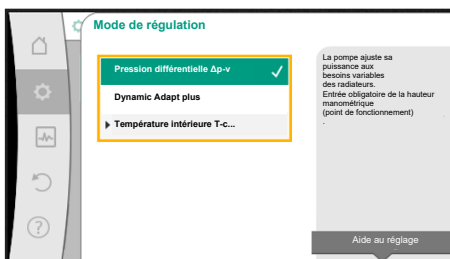 Mode de régulation
Pression différentielle Δp-v
Dynamic Adapt plus
Température intérieure T-c...
La pompe ajuste sa
puissance aux
besoins variables
des radiateurs.
Entrée obligatoire de la hauteur
manométrique
(point de fonctionnement)
.
Aide au réglage